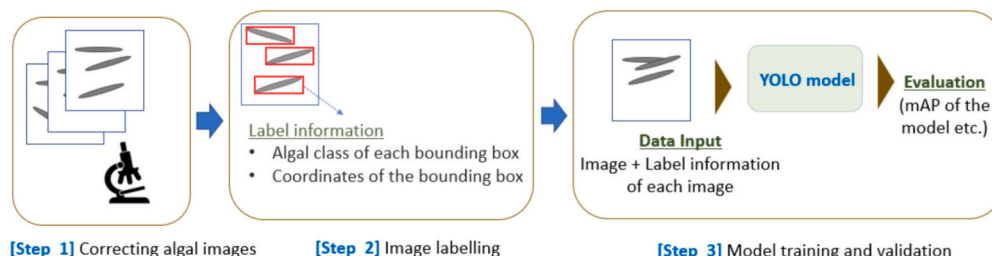 Label information
• Algal class of each bounding box
• Coordinates of the bounding box
Data Input
Image + Label information
of each image
YOLO model
Evaluation
(mAP of the
model etc.)
[Step 1] Correcting algal images
[Step 2] Image labelling
[Step 3] Model training and validation